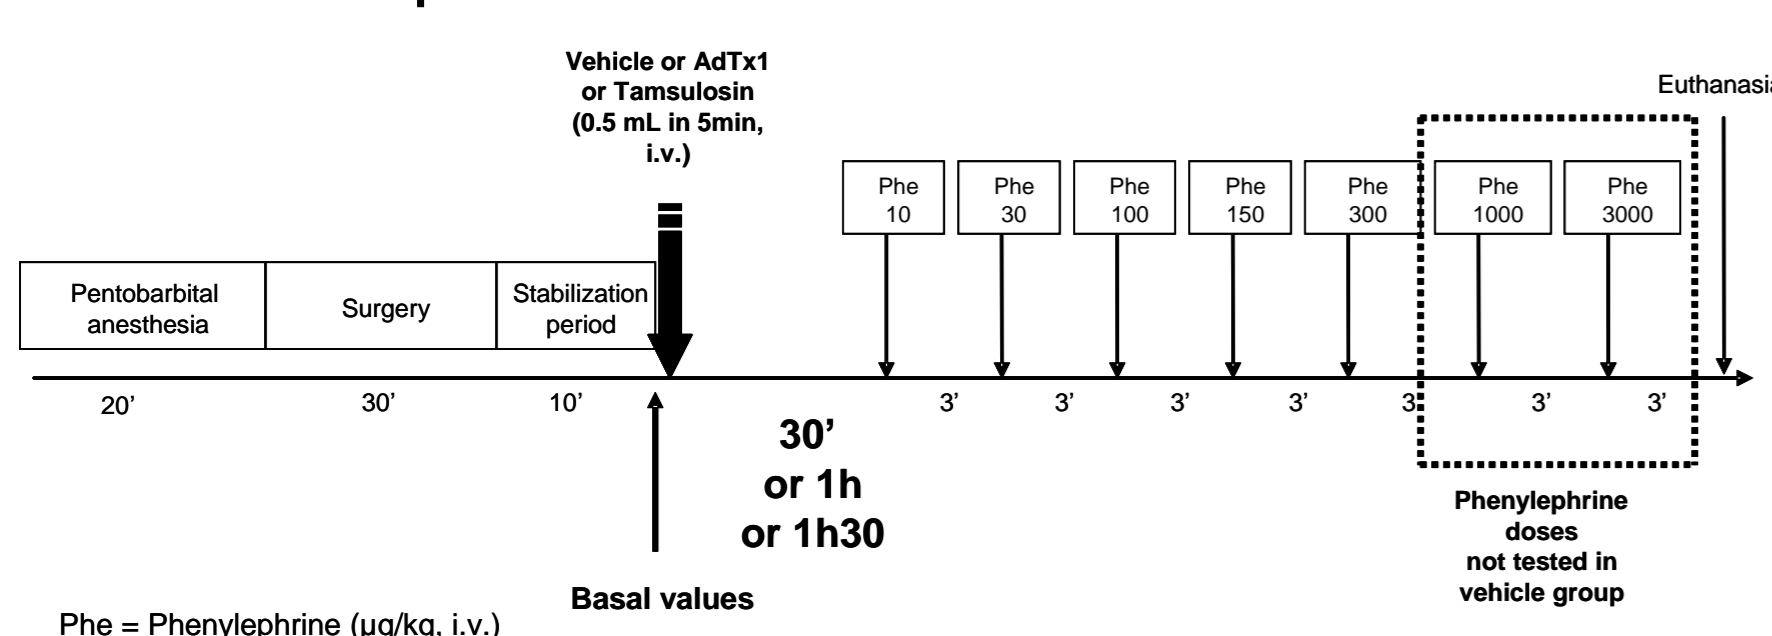 Vehicle or AdTx1
or Tamsulosin
(0.5 mL in 5min,
i.v.)
Euthanasia
Phe
10
Phe
30
Phe
100
Phe
150
Phe
300
Phe
1000
Phe
3000
Pentobarbital
anesthesia
Surgery
Stabilization
period
20’
30’
10’
3’
3’
3’
3’
3
3’
3’
30’
or 1h
or 1h30
Basal values
Phenylephrine
doses
not tested in
vehicle group
Phe = Phenylephrine (µg/kg, i.v.)